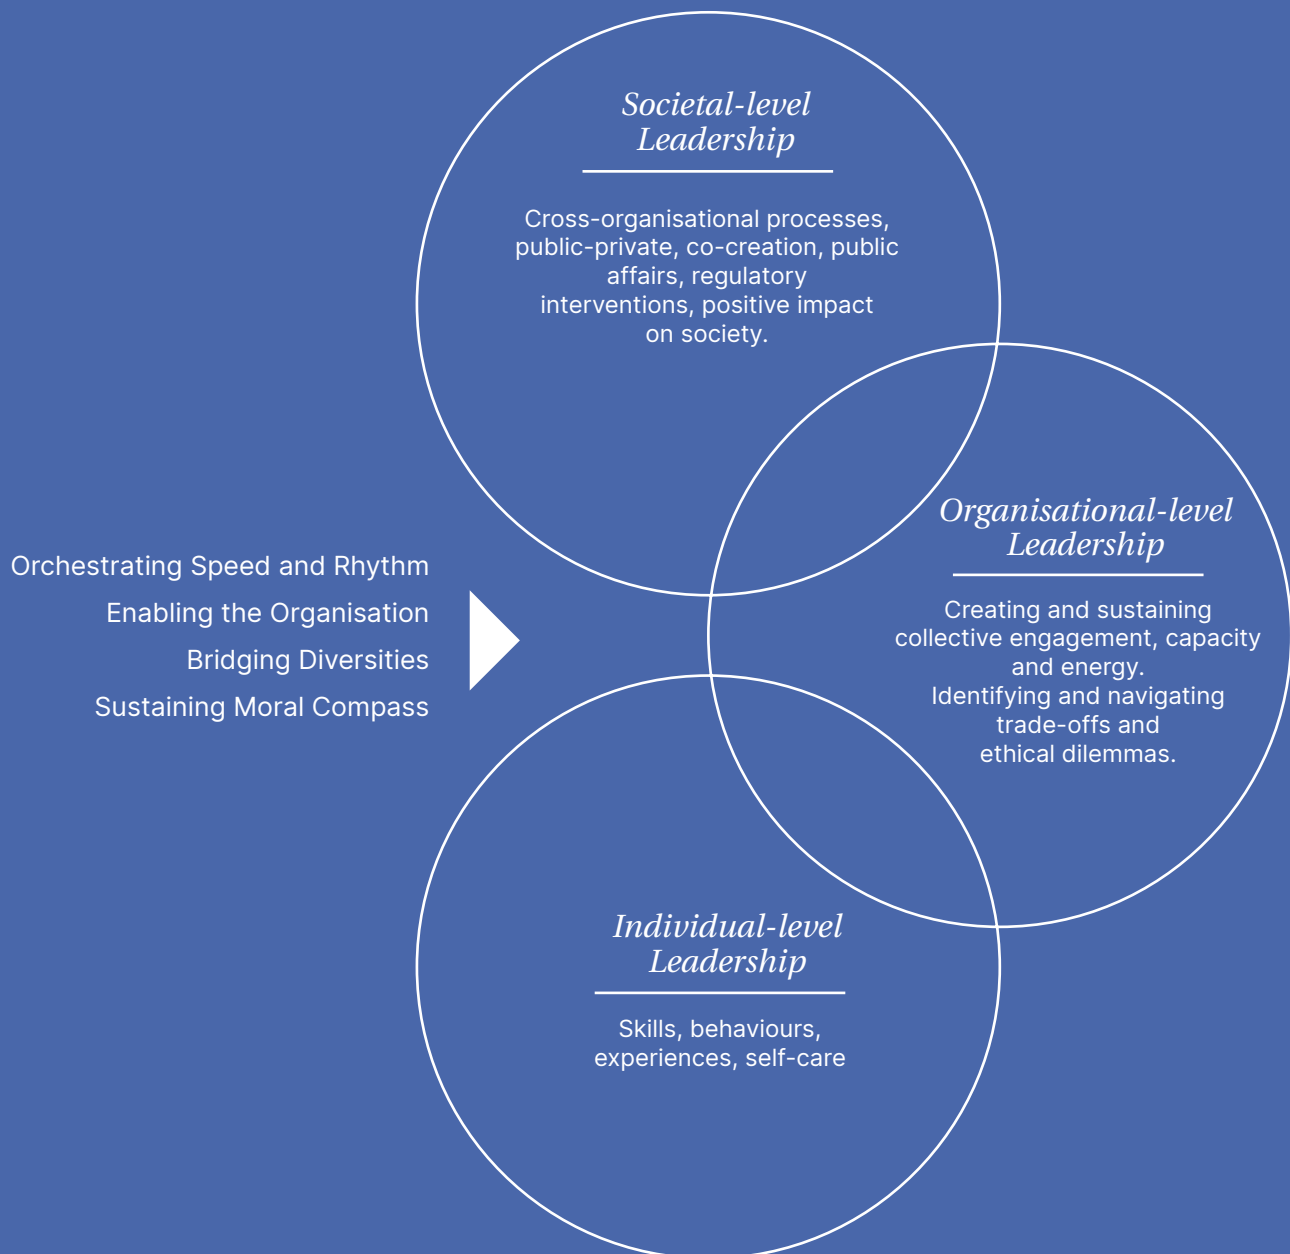 Societal-level
Leadership
Cross-organisational processes,
public-private, co-creation, public
affairs, regulatory
interventions, positive impact
on society.
Orchestrating Speed and Rhythm
Enabling the Organisation
Bridging Diversities
Sustaining Moral Compass
Organisational-level
Leadership
Creating and sustaining
collective engagement, capacity
and energy.
Identifying and navigating
trade-offs and
ethical dilemmas.
Individual-level
Leadership
Skills, behaviours,
experiences, self-care